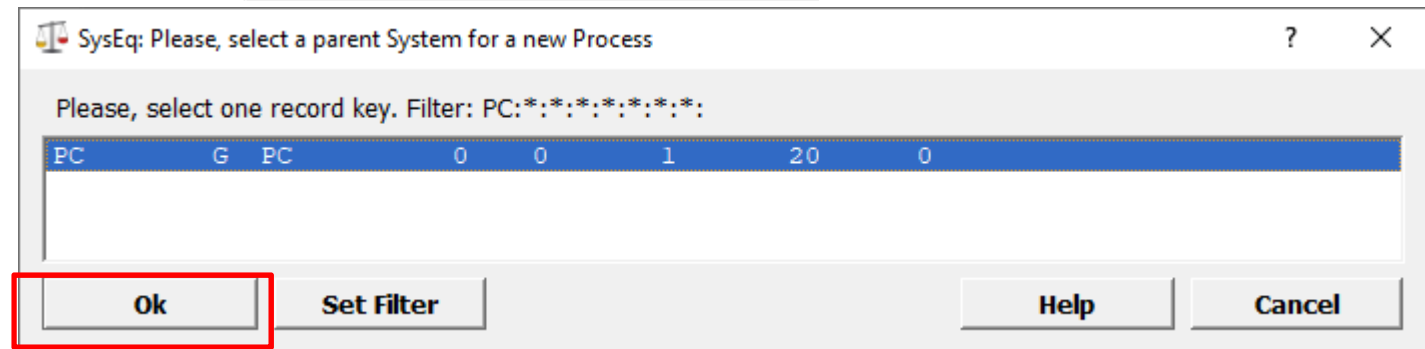 SysEq: Please, select a parent System for a new Process ? ×
Please, select one record key. Filter: PC:*:*:*:*:*:*:*:
PC G PC 0 0 1 20 0
Ok Set Filter Help Cancel